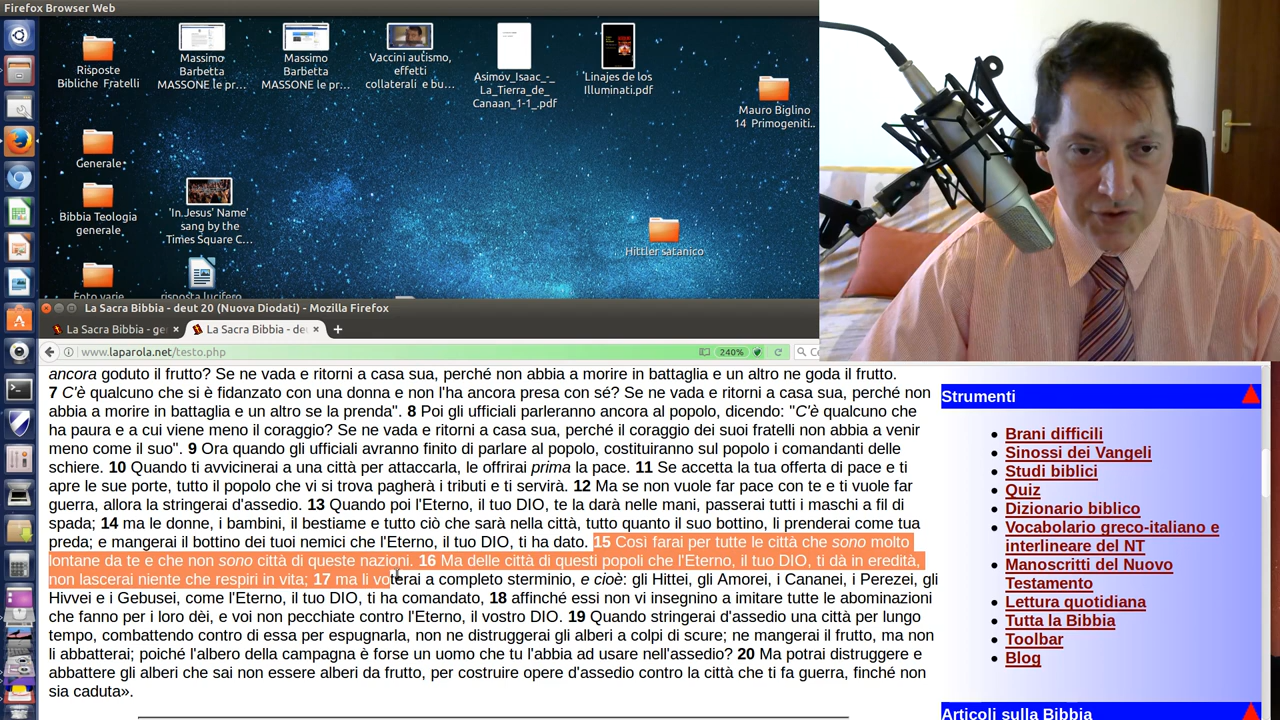 Firefox Browser Web
Risposte
Bibliche Fratelli
Massimo
Barbetta
MASSONE le pr...
Massimo
Barbetta
MASSONE le pr...
Vaccini autismo,
effetti
collaterali e bu...
Asimov_Isaac_-_
La_Tierra_de_
Canaan_1-1_.pdf
Linajes de los
Illuminati.pdf
Mauro Biglino
14 Primogeniti..
Generale
Bibbia Teologia
generale
'In Jesus' Name'
sang by the
Times Square C...
Hittler satanico
Foto varie
risposta lucifero
La Sacra Bibbia - deut 20 (Nuova Diodati) - Mozilla Firefox
La Sacra Bibbia - ge
La Sacra Bibbia - de
www.laparola.net/testo.php
240%
ancora goduto il frutto? Se ne vada e ritorni a casa sua, perché non abbia a morire in battaglia e un altro ne goda il frutto.
7 C'è qualcuno che si è fidanzato con una donna e non l'ha ancora presa con sé? Se ne vada e ritorni a casa sua, perché non
abbia a morire in battaglia e un altro se la prenda". 8 Poi gli ufficiali parleranno ancora al popolo, dicendo: "C'è qualcuno che
ha paura e a cui viene meno il coraggio? Se ne vada e ritorni a casa sua, perché il coraggio dei suoi fratelli non abbia a venir
meno come il suo". 9 Ora quando gli ufficiali avranno finito di parlare al popolo, costituiranno sul popolo i comandanti delle
schiere. 10 Quando ti avvicinerai a una città per attaccarla, le offrirai prima la pace. 11 Se accetta la tua offerta di pace e ti
apre le sue porte, tutto il popolo che vi si trova pagherà i tributi e ti servirà. 12 Ma se non vuole far pace con te e ti vuole far
guerra, allora la stringerai d'assedio. 13 Quando poi l'Eterno, il tuo DIO, te la darà nelle mani, passerai tutti i maschi a fil di
spada; 14 ma le donne, i bambini, il bestiame e tutto ciò che sarà nella città, tutto quanto il suo bottino, li prenderai come tua
preda; e mangerai il bottino dei tuoi nemici che l'Eterno, il tuo DIO, ti ha dato. 15 Così farai per tutte le città che sono molto
lontane da te e che non sono città di queste nazioni. 16 Ma delle città di questi popoli che l'Eterno, il tuo DIO, ti dà in eredità,
non lascerai niente che respiri in vita; 17 ma li voterai a completo sterminio, e cioè: gli Hittei, gli Amorei, i Cananei, i Perezei, gli
Hivvei e i Gebusei, come l'Eterno, il tuo DIO, ti ha comandato, 18 affinché essi non vi insegnino a imitare tutte le abominazioni
che fanno per i loro dèi, e voi non pecchiate contro l'Eterno, il vostro DIO. 19 Quando stringerai d'assedio una città per lungo
tempo, combattendo contro di essa per espugnarla, non ne distruggerai gli alberi a colpi di scure; ne mangerai il frutto, ma non
li abbatterai; poiché l'albero della campagna è forse un uomo che tu l'abbia ad usare nell'assedio? 20 Ma potrai distruggere e
abbattere gli alberi che sai non essere alberi da frutto, per costruire opere d'assedio contro la città che ti fa guerra, finché non
sia caduta».
Strumenti
Brani difficili
Sinossi dei Vangeli
Studi biblici
Quiz
Dizionario biblico
Vocabolario greco-italiano e
interlineare del NT
Manoscritti del Nuovo
Testamento
Lettura quotidiana
Tutta la Bibbia
Toolbar
Blog
Articoli sulla Bibbia